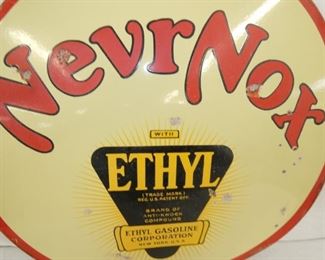 NevrNox
WITH
ETHYL
(TRADE MARK)
REG. U.S. PATENT OFF.
BRAND OF
ANTI-KNOCK
COMPOUND
ETHYL GASOLINE
CORPORATION
NEW YORK U.S.A.